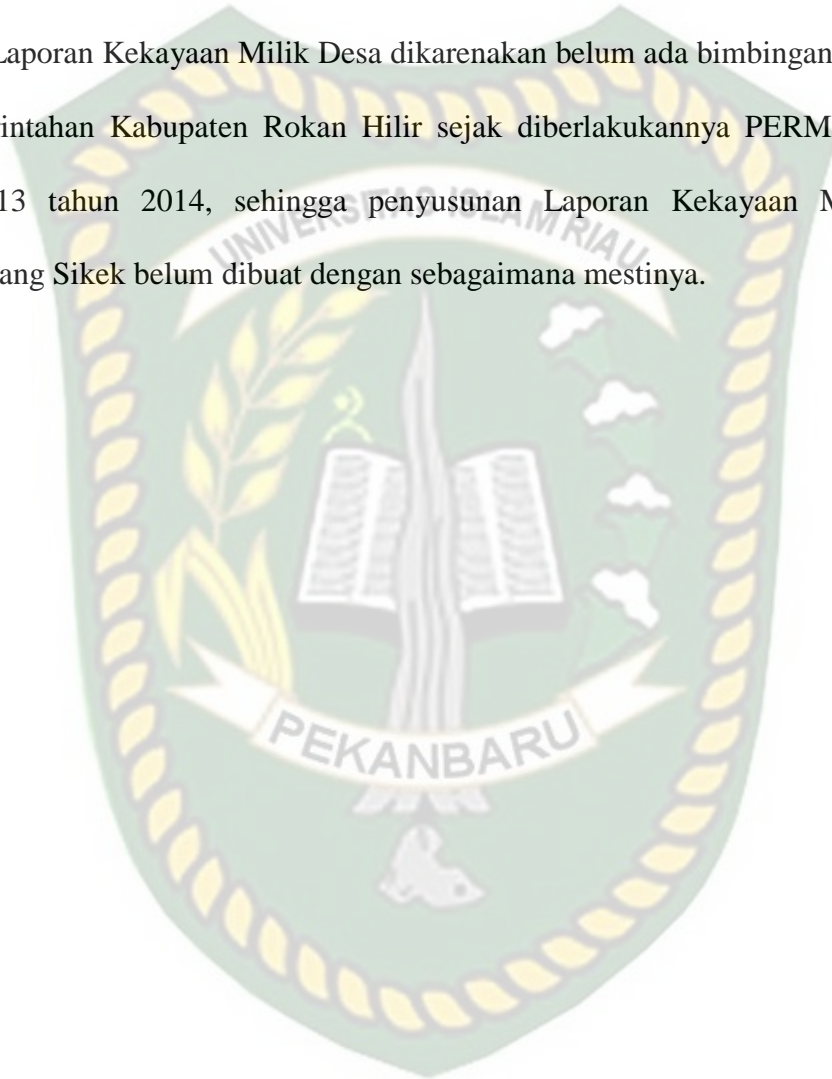 Laporan Kekayaan Milik Desa dikarenakan belum ada bimbingan
rintahan Kabupaten Rokan Hilir sejak diberlakukannya PERM
13 tahun 2014, sehingga penyusunan Laporan Kekayaan M
ang Sikek belum dibuat dengan sebagaimana mestinya.
UNIVERSITAS ISLAM RIAU
PEKANBARU